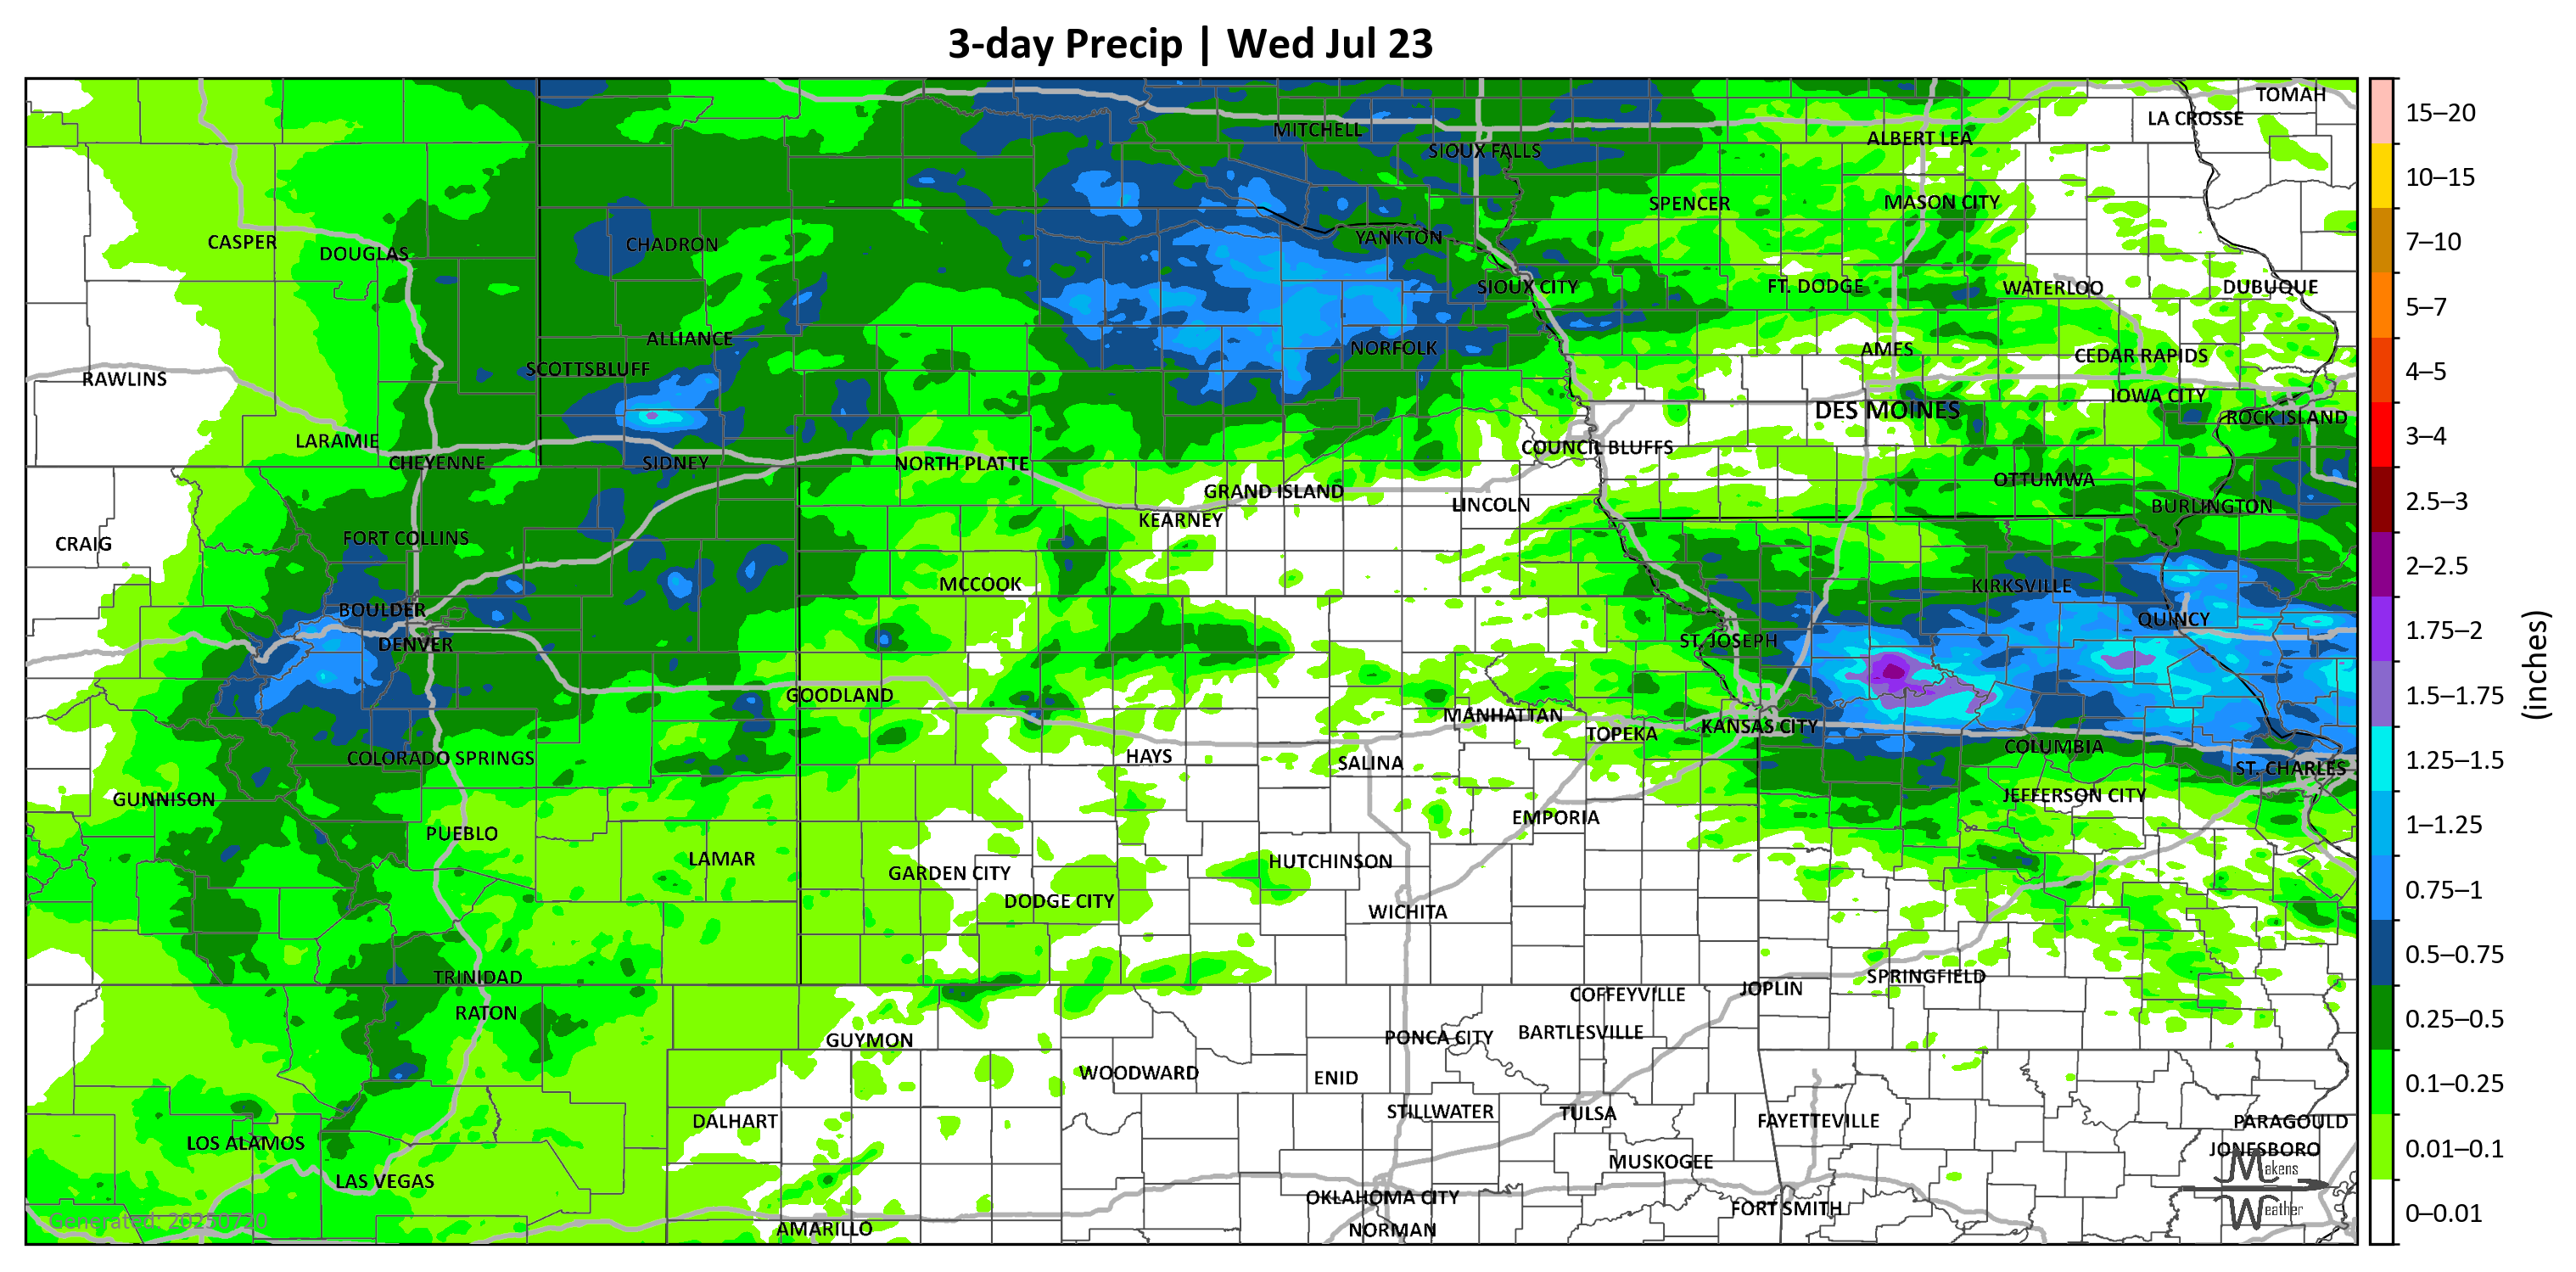 3-day Precip | Wed Jul 23
TOMAH
LA CROSSE
MITCHELL
ALBERT LEA
SIOUX FALLS
SPENCER
MASON CITY
CASPER
DOUGLAS
CHADRON
YANKTON
SIOUX CITY
FT. DODGE
WATERLOO
DUBUQUE
ALLIANCE
NORFOLK
AMES
CEDAR RAPIDS
SCOTTSBLUFF
RAWLINS
IOWA CITY
DES MOINES
ROCK ISLAND
LARAMIE
COUNCIL BLUFFS
CHEYENNE
SIDNEY
NORTH PLATTE
OTTUMWA
GRAND ISLAND
LINCOLN
BURLINGTON
KEARNEY
FORT COLLINS
CRAIG
MCCOOK
KIRKSVILLE
BOULDER
QUINCY
DENVER
ST. JOSEPH
GOODLAND
MANHATTAN
KANSAS CITY
TOPEKA
COLUMBIA
COLORADO SPRINGS
HAYS
SALINA
ST. CHARLES
GUNNISON
JEFFERSON CITY
EMPORIA
PUEBLO
LAMAR
HUTCHINSON
GARDEN CITY
DODGE CITY
WICHITA
TRINIDAD
SPRINGFIELD
JOPLIN
COFFEYVILLE
RATON
BARTLESVILLE
PONCA CITY
GUYMON
WOODWARD
ENID
STILLWATER
TULSA
DALHART
FAYETTEVILLE
PARAGOULD
LOS ALAMOS
JONESBORO
MUSKOGEE
LAS VEGAS
OKLAHOMA CITY
FORT SMITH
AMARILLO
NORMAN
Generated: 20250720
Makens
Weather
15–20
10–15
7–10
5–7
4–5
3–4
2.5–3
2–2.5
1.75–2
1.5–1.75
1.25–1.5
1–1.25
0.75–1
0.5–0.75
0.25–0.5
0.1–0.25
0.01–0.1
0–0.01
(inches)